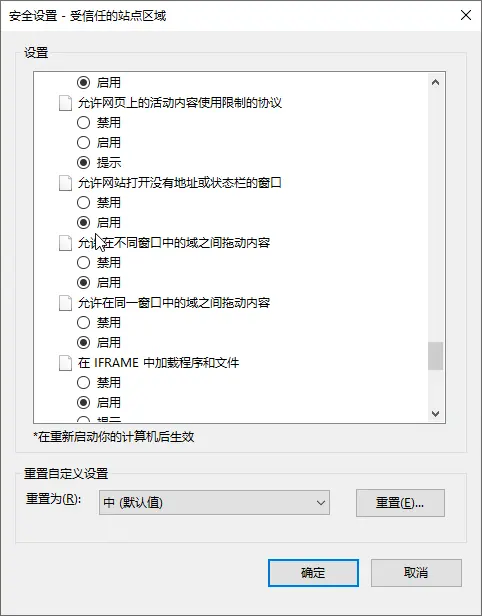 安全设置 - 受信任的站点区域
设置
启用
允许网页上的活动内容使用限制的协议
禁用
启用
提示
允许网站打开没有地址或状态栏的窗口
禁用
启用
允许在不同窗口中的域之间拖动内容
禁用
启用
允许在同一窗口中的域之间拖动内容
禁用
启用
在 IFRAME 中加载程序和文件
禁用
启用
提示
*在重新启动你的计算机后生效
重置自定义设置
重置为(R): 中 (默认值) 重置(E)...
确定 取消